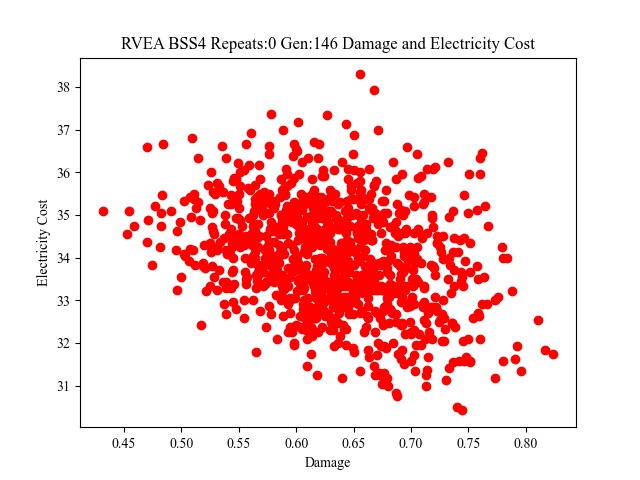 RVEA BSS4 Repeats:0 Gen:146 Damage and Electricity Cost
38
37
36
35
34
33
32
31
Electricity Cost
0.45 0.50 0.55 0.60 0.65 0.70 0.75 0.80
Damage